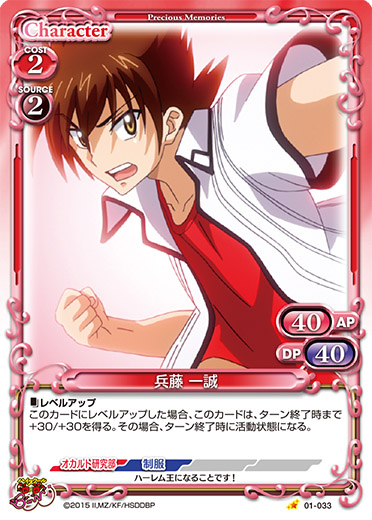 Precious Memories
Character
COST
2
SOURCE
2
40 AP
DP 40
兵藤 一誠
■レベルアップ
このカードにレベルアップした場合、このカードは、ターン終了時まで
+30/+30を得る。その場合、ターン終了時に活動状態になる。
オカルト研究部 制服
ハーレム王になることです!
©2015 II,MZ/KF/HSDDBP
01-033